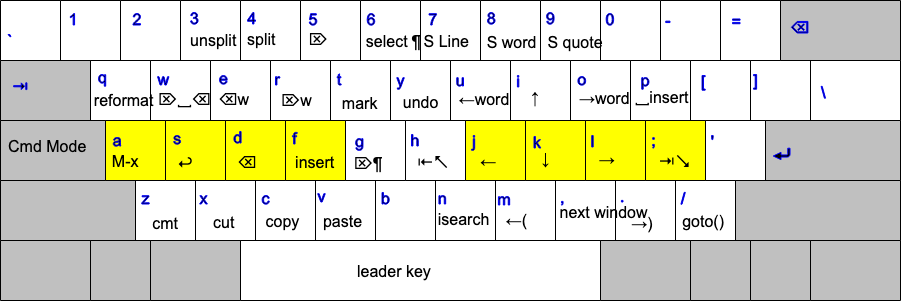 ` 1 2 3 4 5 6 7 8 9 0 - = ⌫
unsplit split ⌦ select ¶ S Line S word S quote
⇥ q w e r t y u i o p [ ] \
reformat ⌦␣⌫ ⌫w ⌦w mark undo ←word ↑ →word ␣insert
Cmd Mode a s d f g h j k l ; ' ↵
M-x ↩ ⌫ insert ⌦¶ ⇤↖ ← ↓ → ⇥↘
z x c v b n m , . /
cmt cut copy paste isearch ←( next window →) goto()
leader key